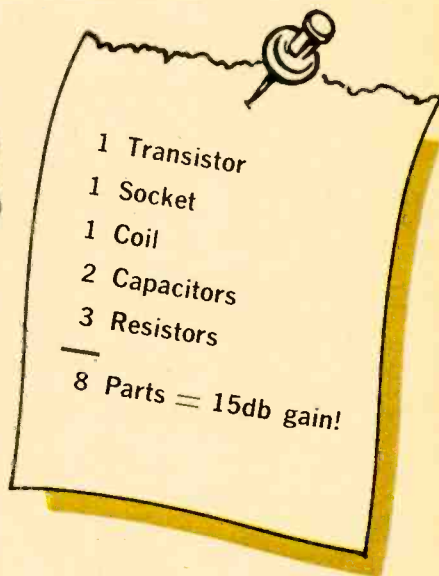 1 Transistor
1 Socket
1 Coil
2 Capacitors
3 Resistors
8 Parts = 15db gain!